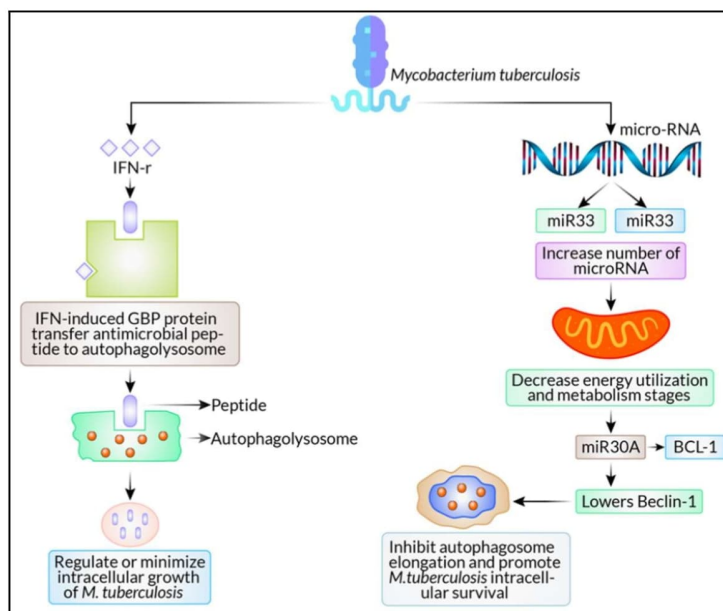 Mycobacterium tuberculosis
IFN-r
IFN-induced GBP protein
transfer antimicrobial pep-
tide to autophagolysosome
Peptide
Autophagolysosome
Regulate or minimize
intracellular growth
of M. tuberculosis
micro-RNA
miR33
miR33
Increase number of
microRNA
Decrease energy utilization
and metabolism stages
miR30A
BCL-1
Lowers Beclin-1
Inhibit autophagosome
elongation and promote
M.tuberculosis intracell-
ular survival